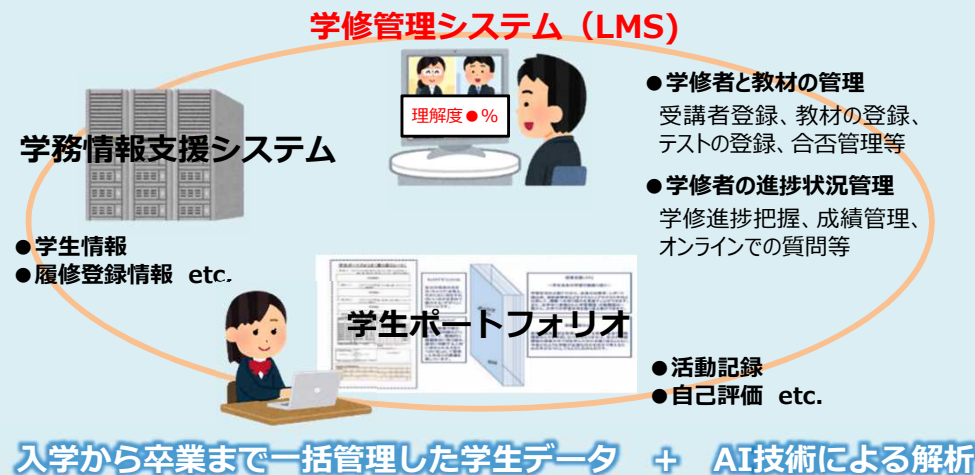 学修管理システム（LMS)
理解度●%
●学修者と教材の管理
受講者登録、教材の登録、
テストの登録、合否管理等
●学修者の進捗状況管理
学修進捗把握、成績管理、
オンラインでの質問等
学務情報支援システム
●学生情報
●履修登録情報 etc.
学生ポートフォリオ
●活動記録
●自己評価 etc.
入学から卒業まで一括管理した学生データ ＋ AI技術による解析